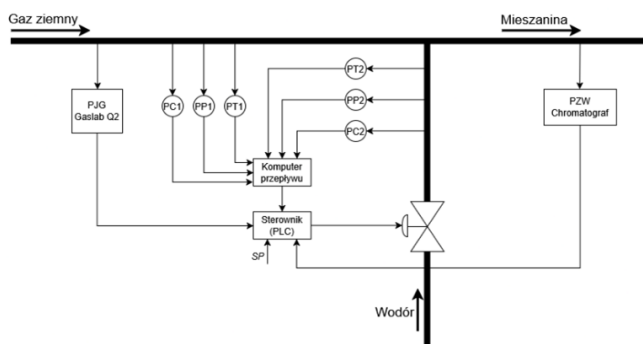 Gaz ziemny
Mieszanina
PJG
Gaslab Q2
PC1
PP1
PT1
PT2
PP2
PC2
PZW
Chromatograf
Komputer
przepływu
Sterownik
(PLC)
SP
Wodór